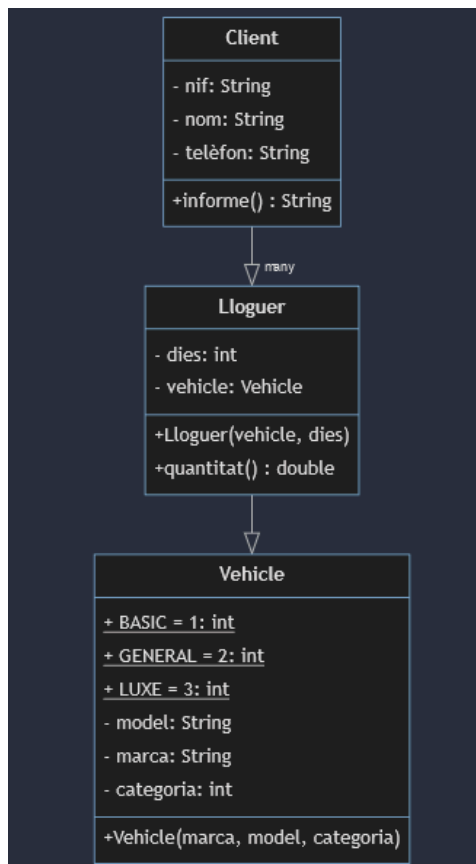 Client
- nif: String
- nom: String
- telèfon: String
+informe() : String
many
Lloguer
- dies: int
- vehicle: Vehicle
+Lloguer(vehicle, dies)
+quantitat() : double
Vehicle
+ BASIC = 1: int
+ GENERAL = 2: int
+ LUXE = 3: int
- model: String
- marca: String
- categoria: int
+Vehicle(marca, model, categoria)